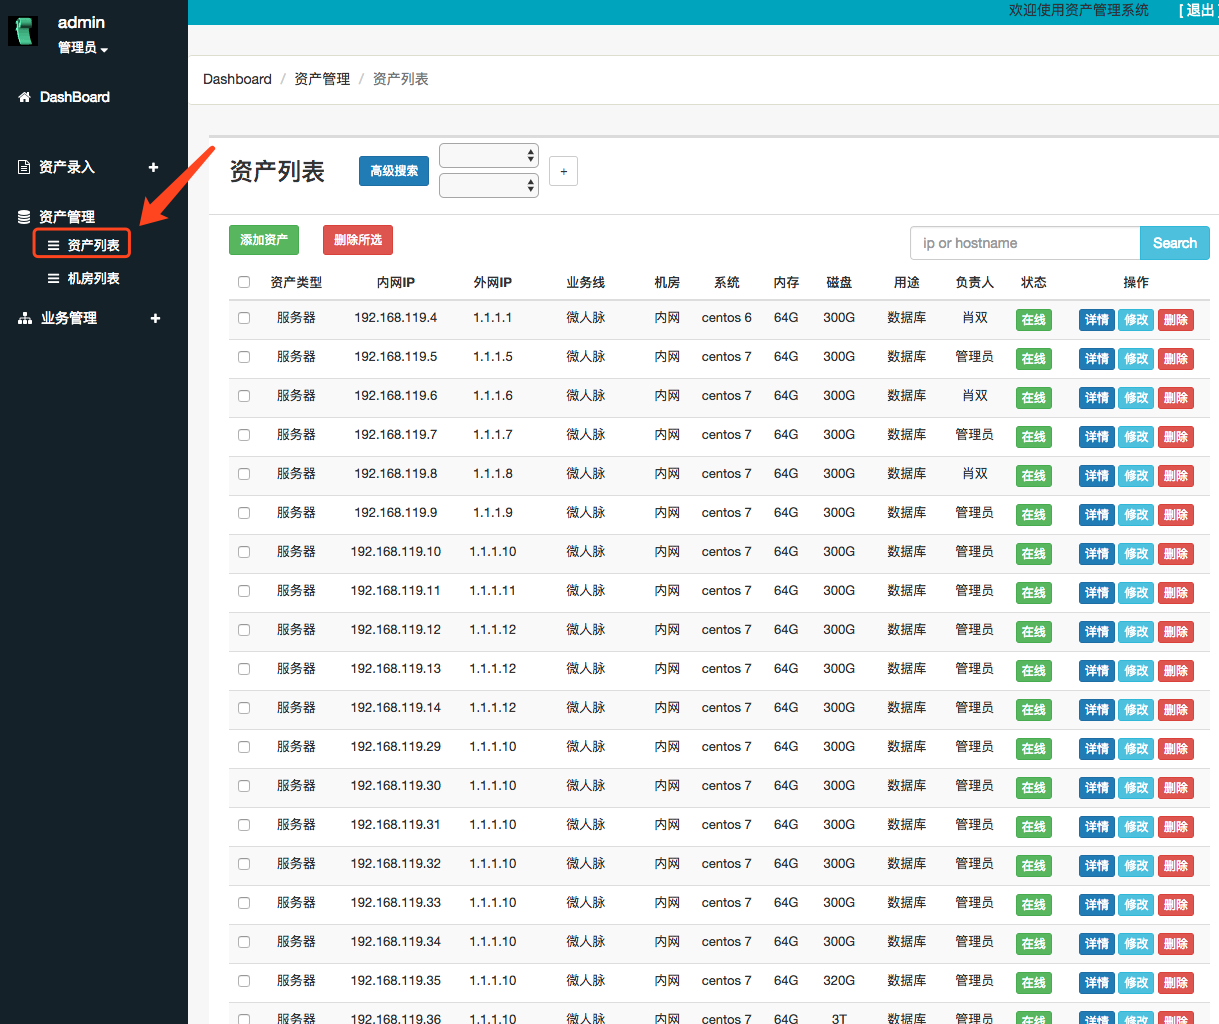 admin
管理员
欢迎使用资产管理系统 [ 退出 ]
DashBoard
资产录入 +
资产管理
资产列表
机房列表
业务管理 +
Dashboard / 资产管理 / 资产列表
资产列表 高级搜索 +
添加资产 删除所选 ip or hostname Search
资产类型 内网IP 外网IP 业务线 机房 系统 内存 磁盘 用途 负责人 状态 操作
服务器 192.168.119.4 1.1.1.1 微人脉 内网 centos 6 64G 300G 数据库 肖双 在线 详情 修改 删除
服务器 192.168.119.5 1.1.1.5 微人脉 内网 centos 7 64G 300G 数据库 管理员 在线 详情 修改 删除
服务器 192.168.119.6 1.1.1.6 微人脉 内网 centos 7 64G 300G 数据库 肖双 在线 详情 修改 删除
服务器 192.168.119.7 1.1.1.7 微人脉 内网 centos 7 64G 300G 数据库 管理员 在线 详情 修改 删除
服务器 192.168.119.8 1.1.1.8 微人脉 内网 centos 7 64G 300G 数据库 肖双 在线 详情 修改 删除
服务器 192.168.119.9 1.1.1.9 微人脉 内网 centos 7 64G 300G 数据库 管理员 在线 详情 修改 删除
服务器 192.168.119.10 1.1.1.10 微人脉 内网 centos 7 64G 300G 数据库 管理员 在线 详情 修改 删除
服务器 192.168.119.11 1.1.1.11 微人脉 内网 centos 7 64G 300G 数据库 管理员 在线 详情 修改 删除
服务器 192.168.119.12 1.1.1.12 微人脉 内网 centos 7 64G 300G 数据库 管理员 在线 详情 修改 删除
服务器 192.168.119.13 1.1.1.12 微人脉 内网 centos 7 64G 300G 数据库 管理员 在线 详情 修改 删除
服务器 192.168.119.14 1.1.1.12 微人脉 内网 centos 7 64G 300G 数据库 管理员 在线 详情 修改 删除
服务器 192.168.119.29 1.1.1.10 微人脉 内网 centos 7 64G 300G 数据库 管理员 在线 详情 修改 删除
服务器 192.168.119.30 1.1.1.10 微人脉 内网 centos 7 64G 300G 数据库 管理员 在线 详情 修改 删除
服务器 192.168.119.31 1.1.1.10 微人脉 内网 centos 7 64G 300G 数据库 管理员 在线 详情 修改 删除
服务器 192.168.119.32 1.1.1.10 微人脉 内网 centos 7 64G 300G 数据库 管理员 在线 详情 修改 删除
服务器 192.168.119.33 1.1.1.10 微人脉 内网 centos 7 64G 300G 数据库 管理员 在线 详情 修改 删除
服务器 192.168.119.34 1.1.1.10 微人脉 内网 centos 7 64G 300G 数据库 管理员 在线 详情 修改 删除
服务器 192.168.119.35 1.1.1.10 微人脉 内网 centos 7 64G 320G 数据库 管理员 在线 详情 修改 删除
服务器 192.168.119.36 1.1.1.10 微人脉 内网 centos 7 64G 3T 数据库 管理员 在线 详情 修改 删除